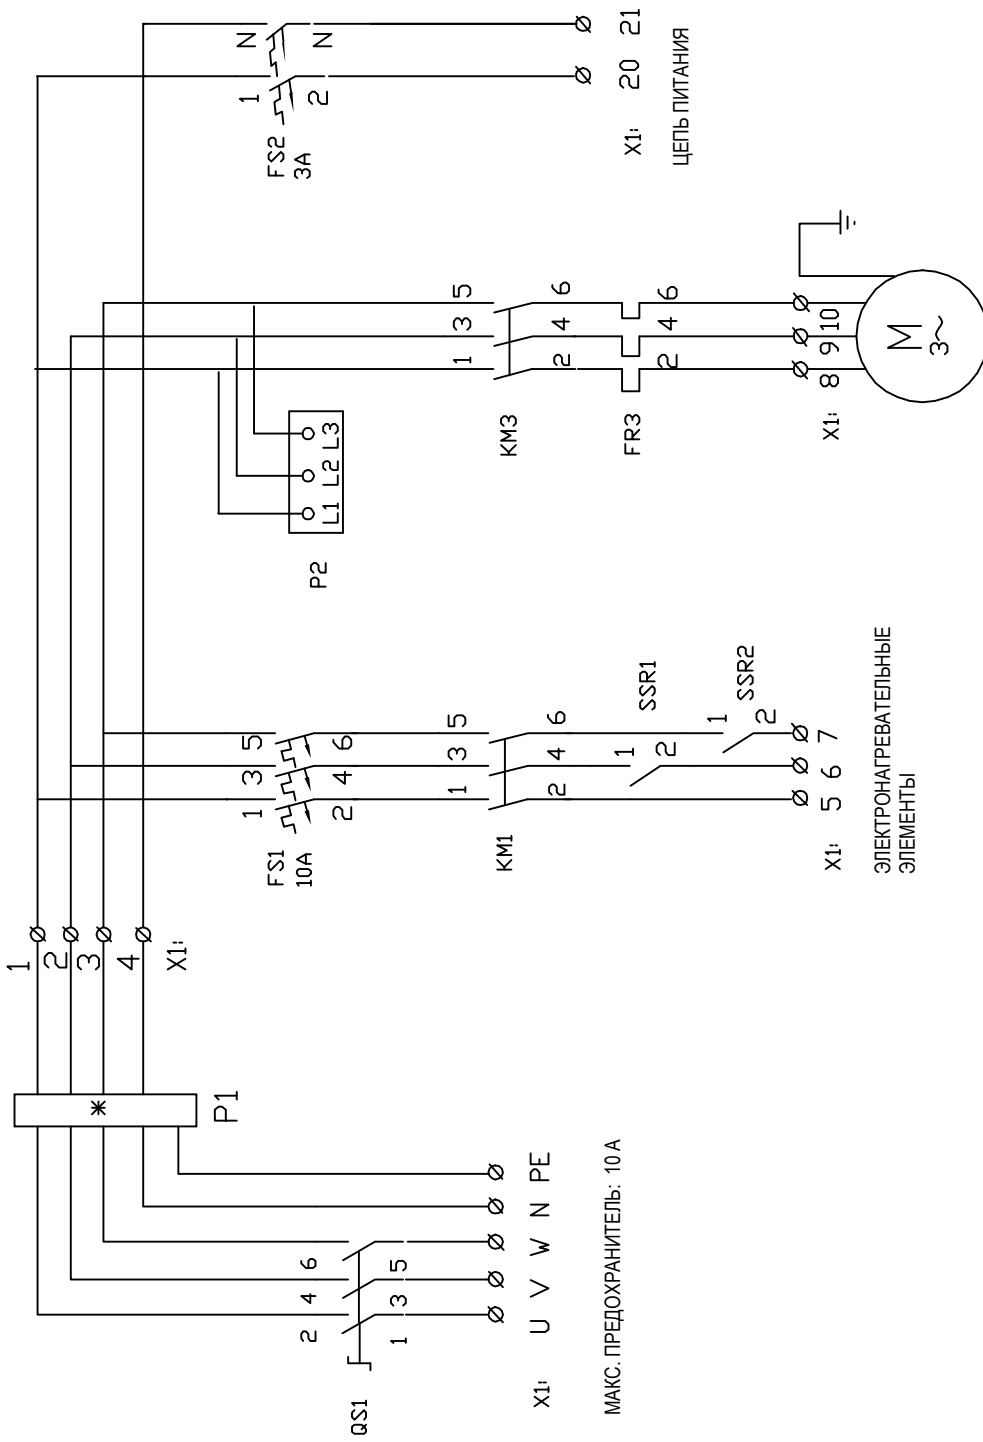 N N
21
1 2
20
FS2
3A
X1:
ЦЕПЬ ПИТАНИЯ
5 6 6
3 4 4
1 2 2
10
9
8
M
3~
KM3
FR3
X1:
L3
L2
L1
P2
5 6 5 6
3 4 3 4
1 2 1 2
SSR1
1 2
SSR2
1 2
7
6
5
FS1
10A
KM1
X1:
ЭЛЕКТРОНАГРЕВАТЕЛЬНЫЕ
ЭЛЕМЕНТЫ
1
2
3
4
X1:
*
P1
PE
N
W
V
U
6 5
4 3
2 1
QS1
X1:
МАКС. ПРЕДОХРАНИТЕЛЬ: 10 А